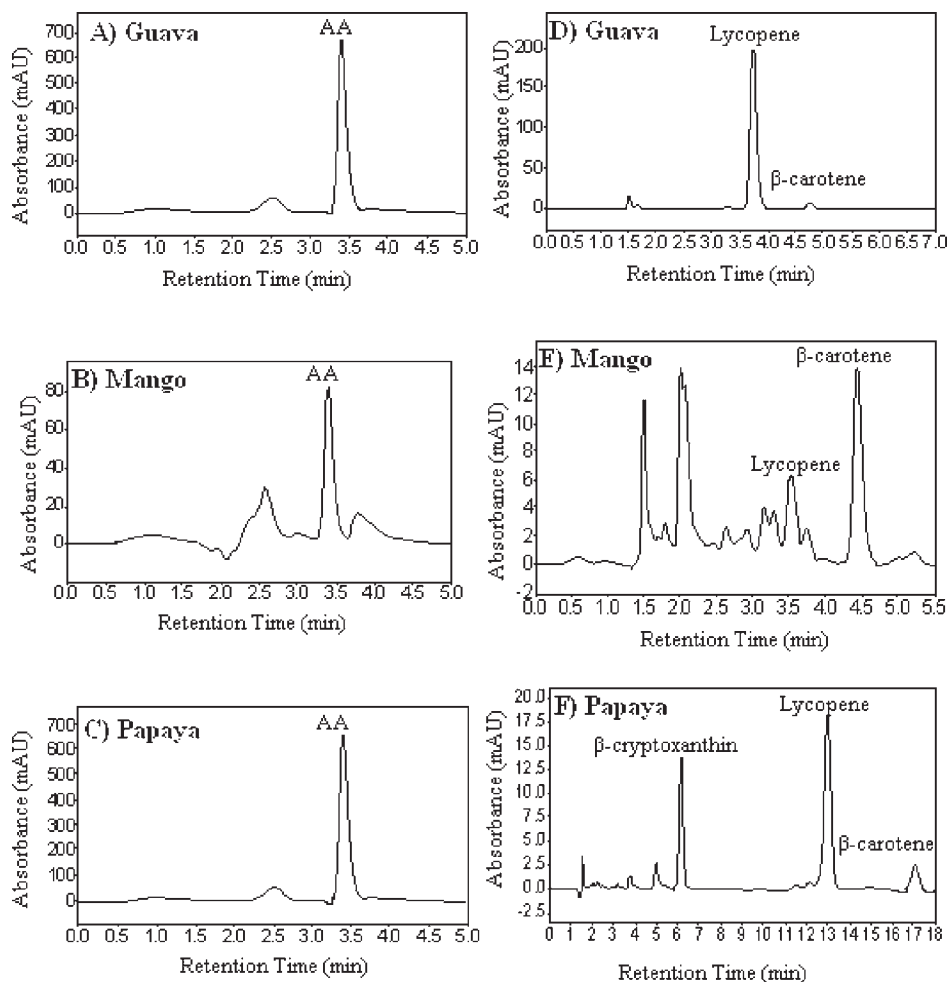 A) Guava
AA
Absorbance (mAU)
700
600
500
400
300
200
100
0
0.0 0.5 1.0 1.5 2.0 2.5 3.0 3.5 4.0 4.5 5.0
Retention Time (min)
D) Guava
Lycopene
β-carotene
Absorbance (mAU)
200
150
100
50
0
0.0 0.5 1.0 1.5 2.0 2.5 3.0 3.5 4.0 4.5 5.0 5.5 6.0 6.5 7.0
Retention Time (min)
B) Mango
AA
Absorbance (mAU)
80
60
40
20
0
0.0 0.5 1.0 1.5 2.0 2.5 3.0 3.5 4.0 4.5 5.0
Retention Time (min)
E) Mango
β-carotene
Lycopene
Absorbance (mAU)
14
12
10
8
6
4
2
0
-2
0.0 0.5 1.0 1.5 2.0 2.5 3.0 3.5 4.0 4.5 5.0 5.5
Retention Time (min)
C) Papaya
AA
Absorbance (mAU)
700
600
500
400
300
200
100
0
0.0 0.5 1.0 1.5 2.0 2.5 3.0 3.5 4.0 4.5 5.0
Retention Time (min)
F) Papaya
Lycopene
β-cryptoxanthin
β-carotene
Absorbance (mAU)
20.0
17.5
15.0
12.5
10.0
7.5
5.0
2.5
0.0
-2.5
0 1 2 3 4 5 6 7 8 9 10 11 12 13 14 15 16 17 18
Retention Time (min)